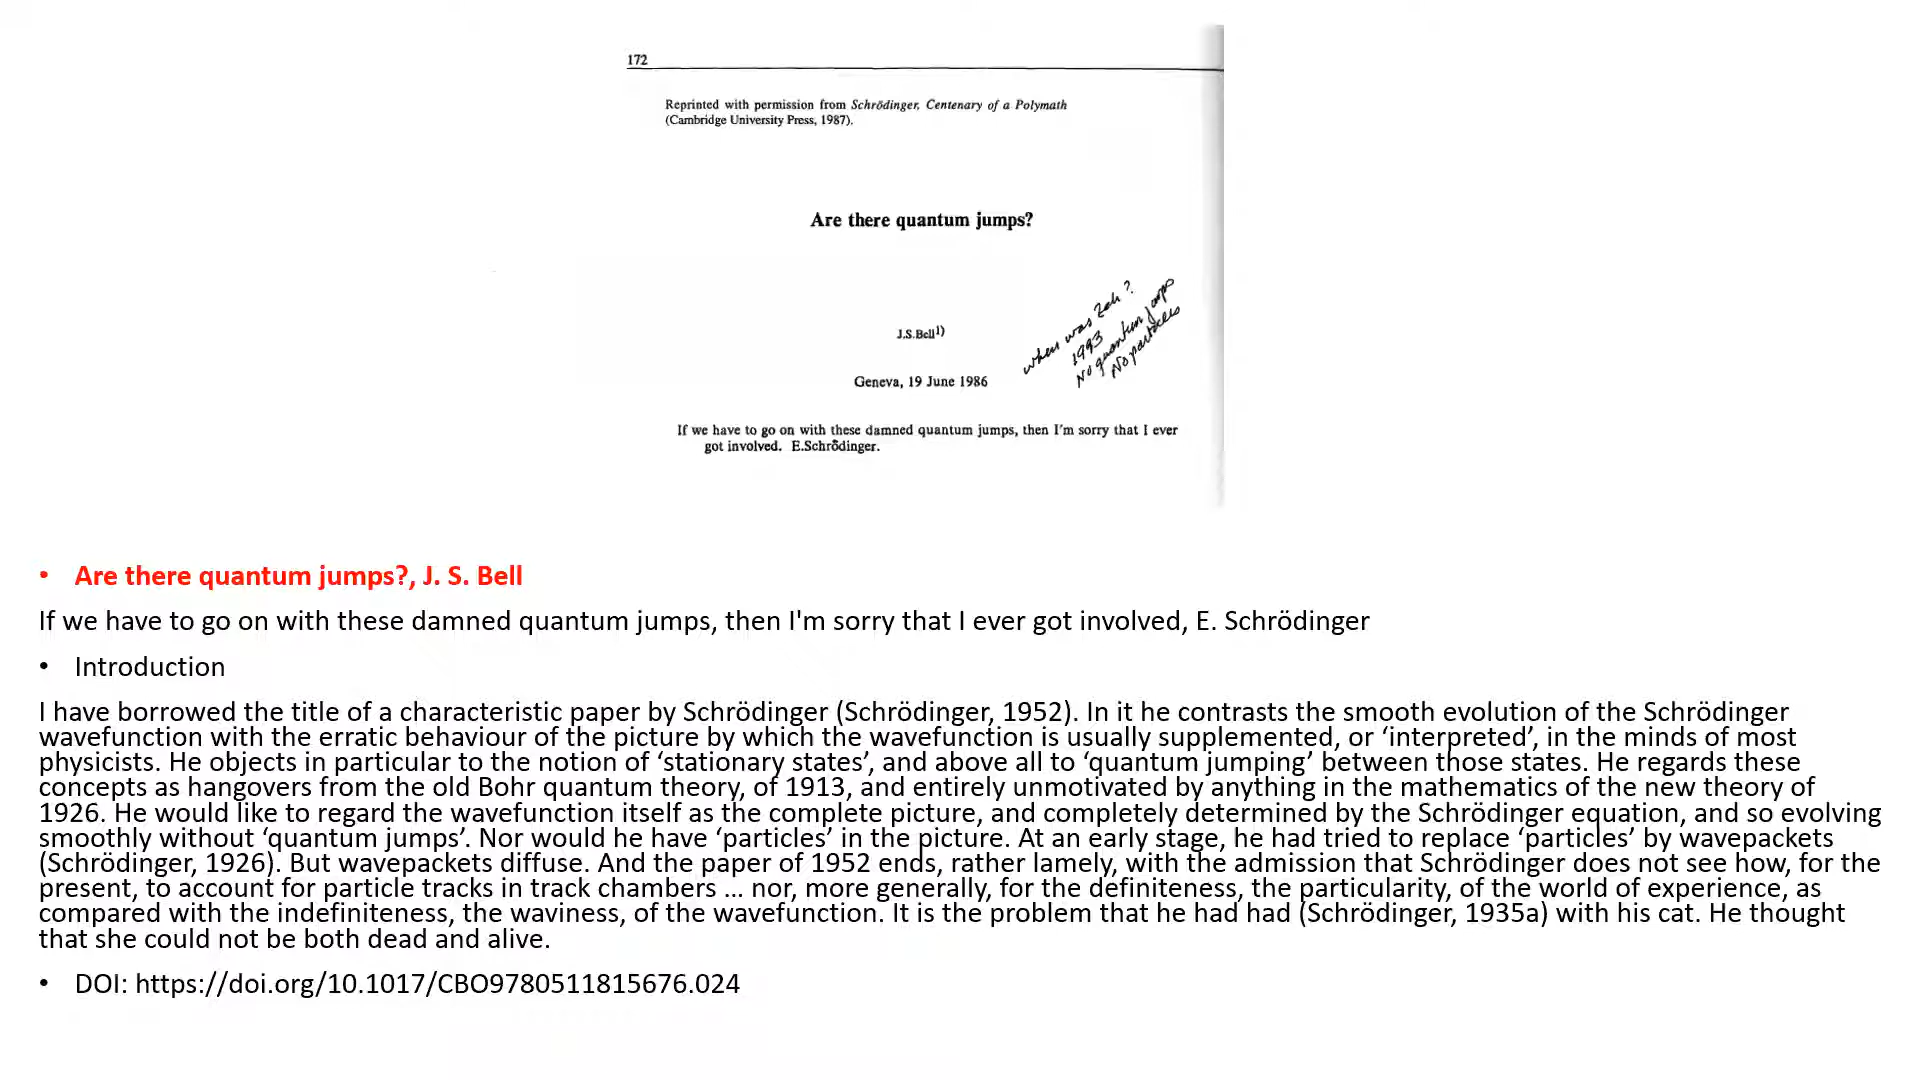 172
Reprinted with permission from Schrödinger, Centenary of a Polymath
(Cambridge University Press, 1987).
Are there quantum jumps?
when was Zeh?
1993
No quantum jumps
No particles
J.S.Bell1)
Geneva, 19 June 1986
If we have to go on with these damned quantum jumps, then I'm sorry that I ever
got involved. E.Schrödinger.
• Are there quantum jumps?, J. S. Bell
If we have to go on with these damned quantum jumps, then I'm sorry that I ever got involved, E. Schrödinger
• Introduction
I have borrowed the title of a characteristic paper by Schrödinger (Schrödinger, 1952). In it he contrasts the smooth evolution of the Schrödinger
wavefunction with the erratic behaviour of the picture by which the wavefunction is usually supplemented, or ‘interpreted’, in the minds of most
physicists. He objects in particular to the notion of ‘stationary states’, and above all to ‘quantum jumping’ between those states. He regards these
concepts as hangovers from the old Bohr quantum theory, of 1913, and entirely unmotivated by anything in the mathematics of the new theory of
1926. He would like to regard the wavefunction itself as the complete picture, and completely determined by the Schrödinger equation, and so evolving
smoothly without ‘quantum jumps’. Nor would he have ‘particles’ in the picture. At an early stage, he had tried to replace ‘particles’ by wavepackets
(Schrödinger, 1926). But wavepackets diffuse. And the paper of 1952 ends, rather lamely, with the admission that Schrödinger does not see how, for the
present, to account for particle tracks in track chambers ... nor, more generally, for the definiteness, the particularity, of the world of experience, as
compared with the indefiniteness, the waviness, of the wavefunction. It is the problem that he had had (Schrödinger, 1935a) with his cat. He thought
that she could not be both dead and alive.
• DOI: https://doi.org/10.1017/CBO9780511815676.024